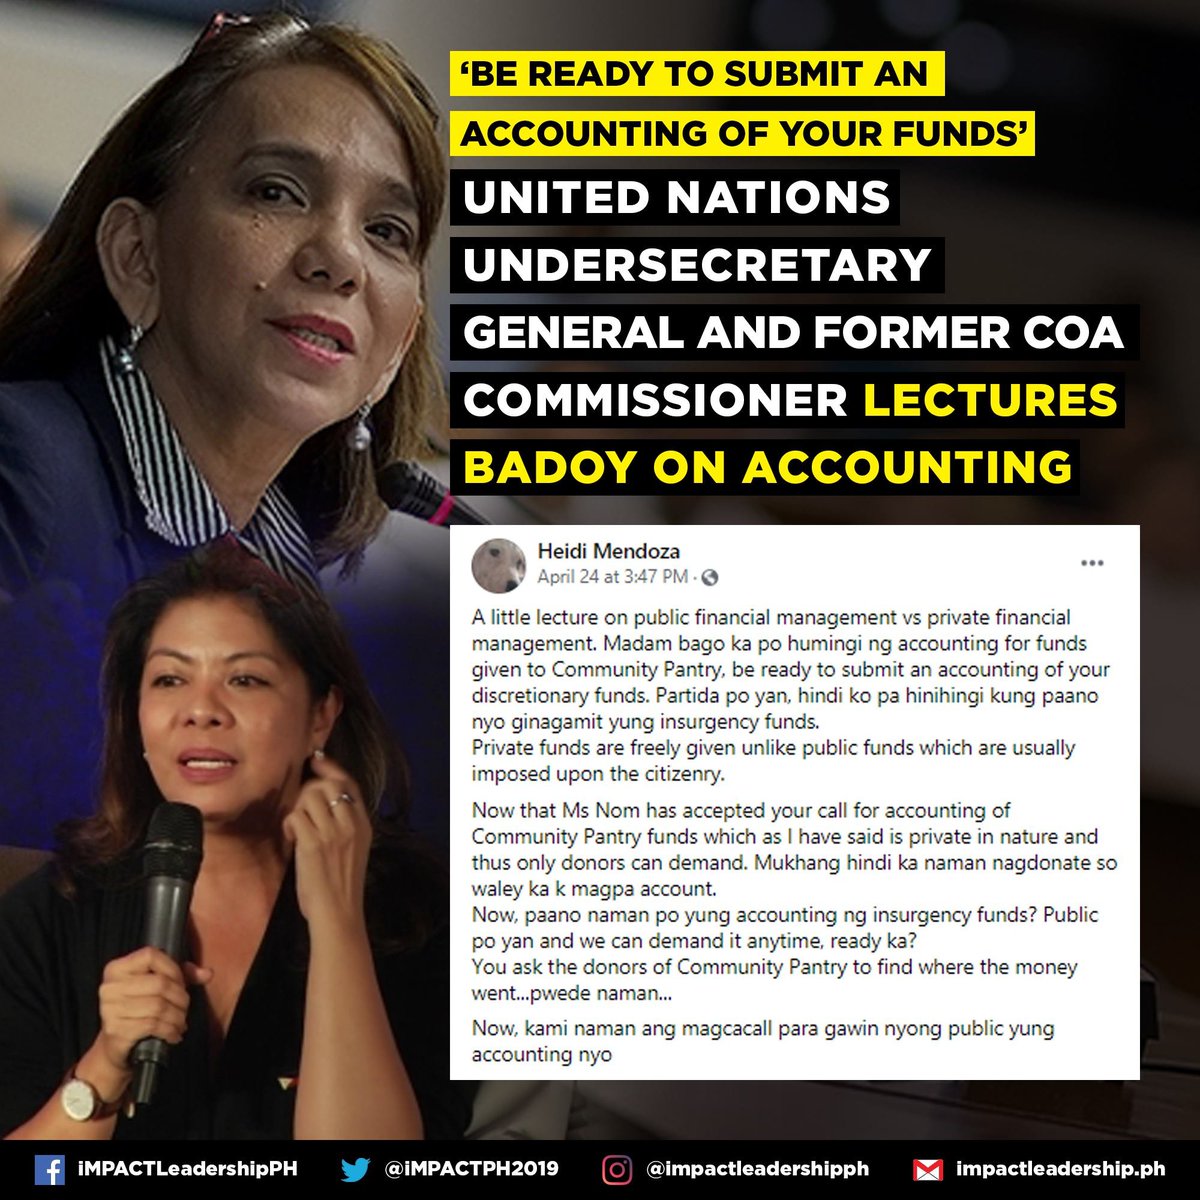 ‘BE READY TO SUBMIT AN
ACCOUNTING OF YOUR FUNDS’
UNITED NATIONS
UNDERSECRETARY
GENERAL AND FORMER COA
COMMISSIONER LECTURES
BADOY ON ACCOUNTING
Heidi Mendoza
April 24 at 3:47 PM ·
A little lecture on public financial management vs private financial
management. Madam bago ka po humingi ng accounting for funds
given to Community Pantry, be ready to submit an accounting of your
discretionary funds. Partida po yan, hindi ko pa hinihingi kung paano
nyo ginagamit yung insurgency funds.
Private funds are freely given unlike public funds which are usually
imposed upon the citizenry.
Now that Ms Nom has accepted your call for accounting of
Community Pantry funds which as I have said is private in nature and
thus only donors can demand. Mukhang hindi ka naman nagdonate so
waley ka k magpa account.
Now, paano naman po yung accounting ng insurgency funds? Public
po yan and we can demand it anytime, ready ka?
You ask the donors of Community Pantry to find where the money
went...pwede naman...
Now, kami naman ang magcacall para gawin nyong public yung
accounting nyo
iMPACTLeadershipPH
@iMPACTPH2019
@impactleadershipph
impactleadership.ph